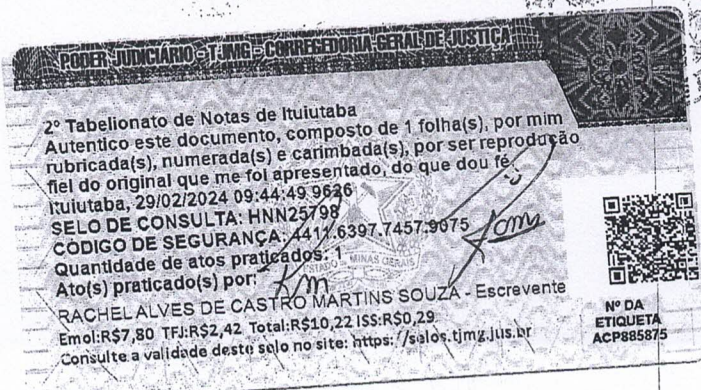 PODER JUDICIÁRIO - TJMG - CORREGEDORIA-GERAL DE JUSTIÇA
2º Tabelionato de Notas de Ituiutaba
Autentico este documento, composto de 1 folha(s), por mim
rubricada(s), numerada(s) e carimbada(s), por ser reprodução
fiel do original que me foi apresentado, do que dou fé.
Ituiutaba, 29/02/2024 09:44:49.9636
SELO DE CONSULTA: HNN25798
CÓDIGO DE SEGURANÇA: 4411.6397.7457.9075
Quantidade de atos praticados: 1
Ato(s) praticado(s) por:
ESTADO MINAS GERAIS
RACHEL ALVES DE CASTRO MARTINS SOUZA - Escrevente
Emol:R$7,80 TFJ:R$2,42 Total:R$10,22 ISS:R$0,29
Consulte a validade deste selo no site: https://selos.tjmg.jus.br
Nº DA
ETIQUETA
ACP885875